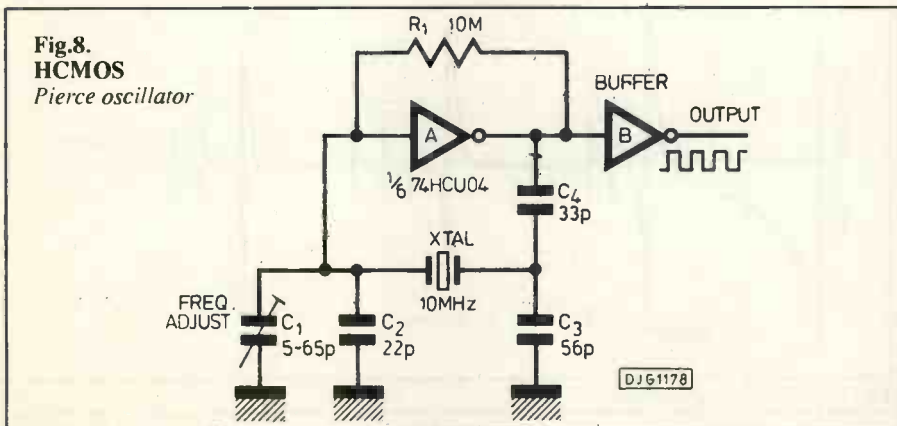 Fig.8.
HCMOS
Pierce oscillator
R1 10M
BUFFER
A
B
OUTPUT
1/6 74HCU04
C4
33p
XTAL
10MHz
FREQ
ADJUST
C1
5-65p
C2
22p
C3
56p
DJG1178